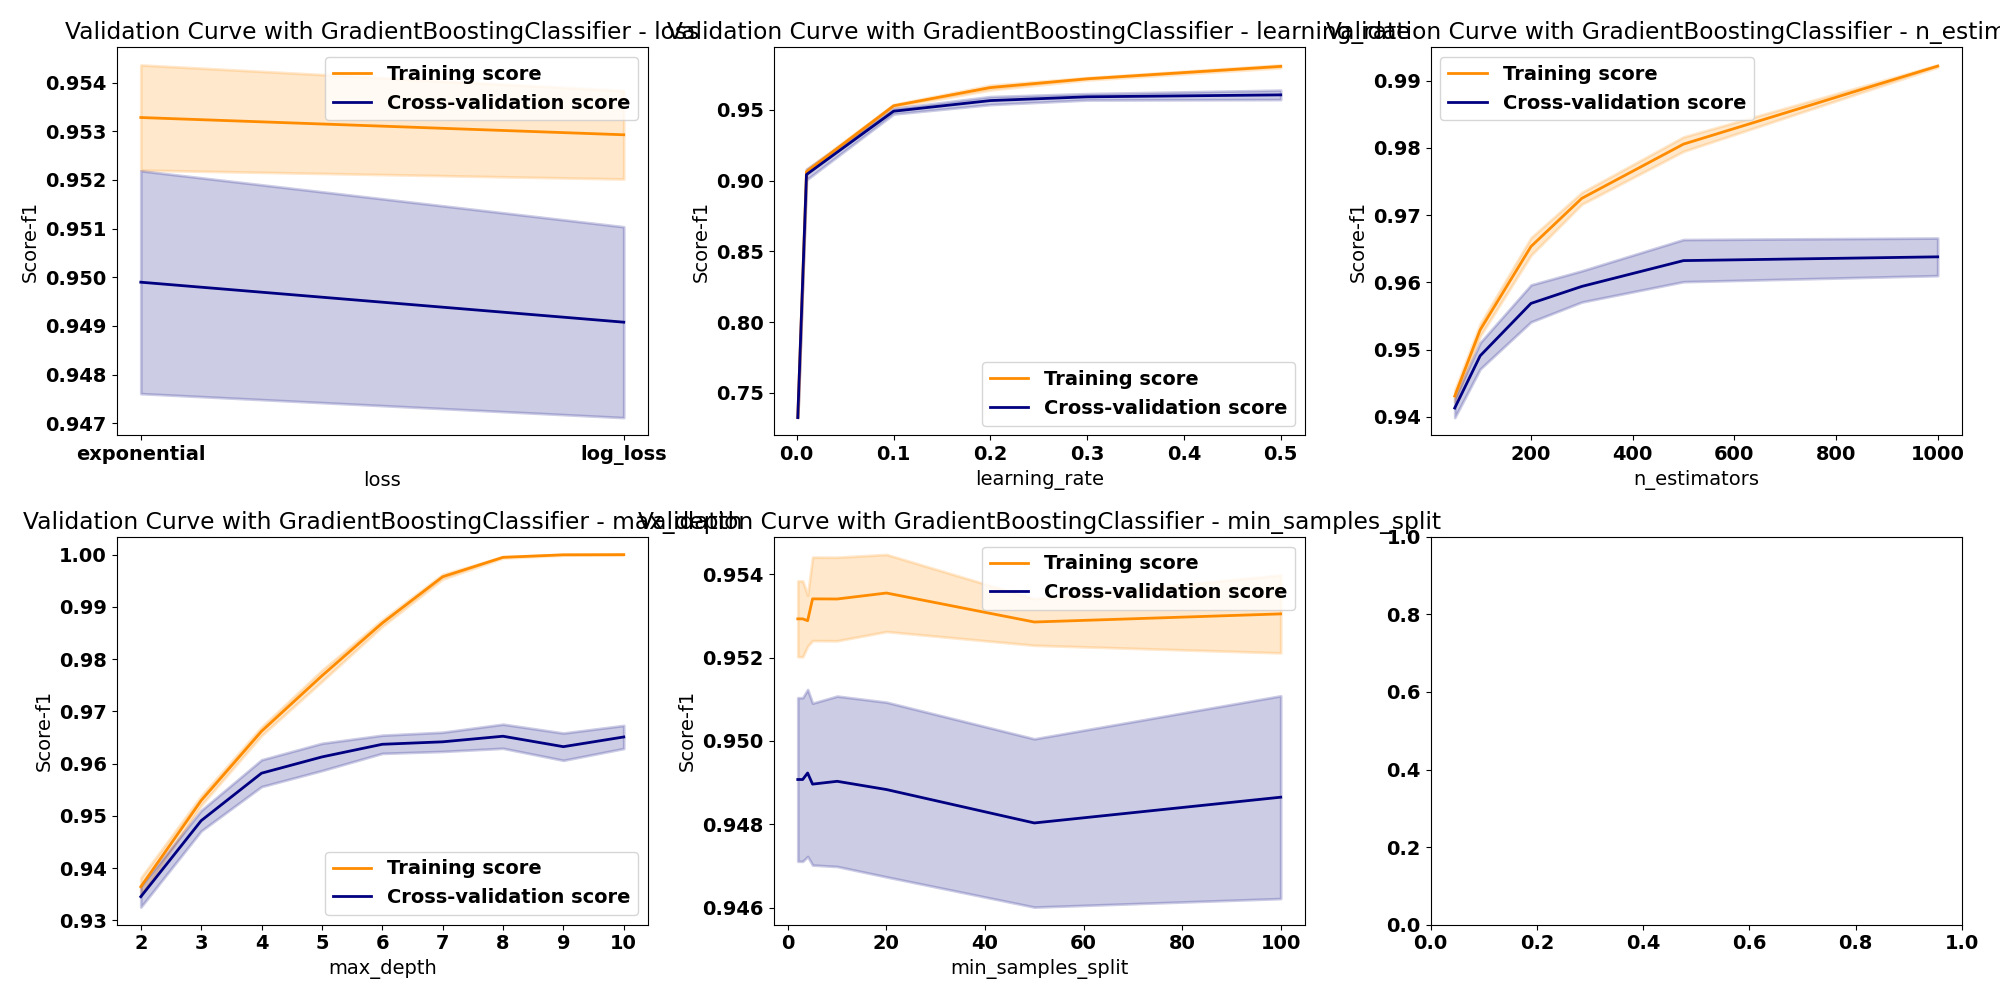 Validation Curve with GradientBoostingClassifier - loss
Training score
Cross-validation score
0.954
0.953
0.952
0.951
0.950
0.949
0.948
0.947
Score-f1
exponential log_loss
loss
Validation Curve with GradientBoostingClassifier - learning_rate
0.95
0.90
0.85
0.80
0.75
Score-f1
Training score
Cross-validation score
0.0 0.1 0.2 0.3 0.4 0.5
learning_rate
Validation Curve with GradientBoostingClassifier - n_estim
Training score
Cross-validation score
0.99
0.98
0.97
0.96
0.95
0.94
Score-f1
200 400 600 800 1000
n_estimators
Validation Curve with GradientBoostingClassifier - max_depth
1.00
0.99
0.98
0.97
0.96
0.95
0.94
0.93
Score-f1
Training score
Cross-validation score
2 3 4 5 6 7 8 9 10
max_depth
Validation Curve with GradientBoostingClassifier - min_samples_split
Training score
Cross-validation score
0.954
0.952
0.950
0.948
0.946
Score-f1
0 20 40 60 80 100
min_samples_split
1.0
0.8
0.6
0.4
0.2
0.0
0.0 0.2 0.4 0.6 0.8 1.0